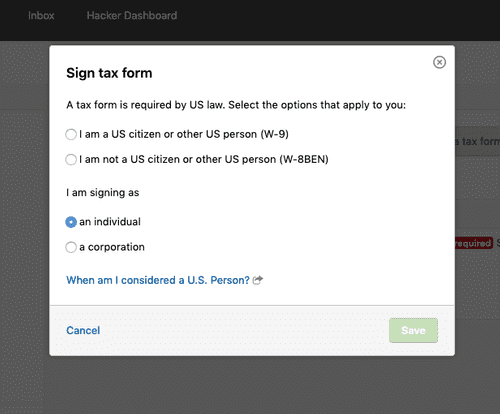 Inbox Hacker Dashboard
Sign tax form
A tax form is required by US law. Select the options that apply to you:
I am a US citizen or other US person (W-9)
I am not a US citizen or other US person (W-8BEN)
tax form
I am signing as
an individual
required
a corporation
When am I considered a U.S. Person?
Cancel
Save